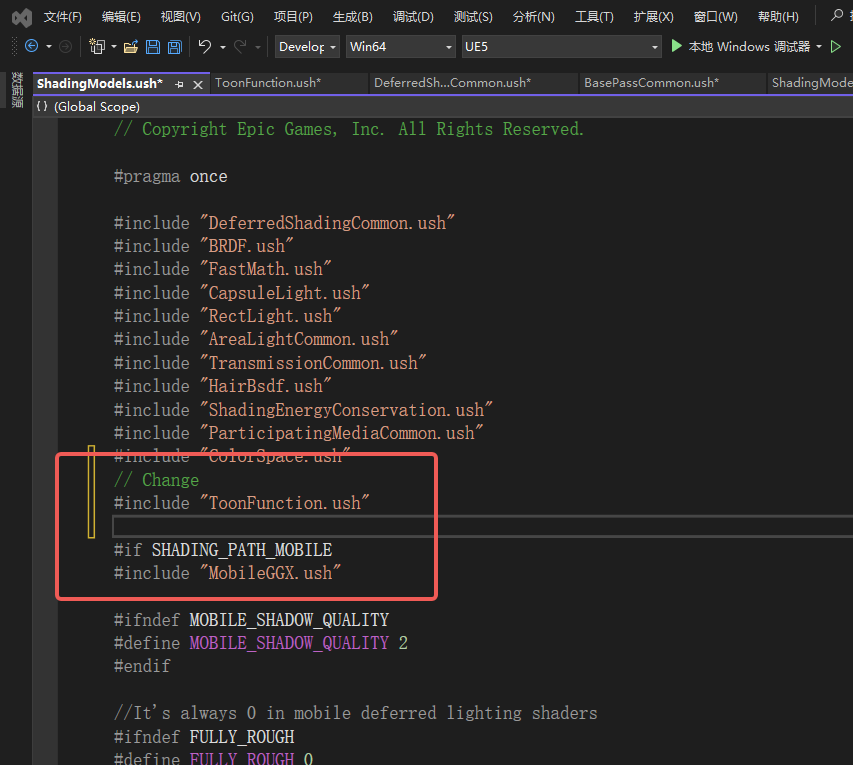 文件(F) 编辑(E) 视图(V) Git(G) 项目(P) 生成(B) 调试(D) 测试(S) 分析(N) 工具(T) 扩展(X) 窗口(W) 帮助(H)
Develop Win64 UE5 本地 Windows 调试器
数据源
ShadingModels.ush* ToonFunction.ush* DeferredSh...Common.ush* BasePassCommon.ush* ShadingMode
{} (Global Scope)
// Copyright Epic Games, Inc. All Rights Reserved.
#pragma once
#include "DeferredShadingCommon.ush"
#include "BRDF.ush"
#include "FastMath.ush"
#include "CapsuleLight.ush"
#include "RectLight.ush"
#include "AreaLightCommon.ush"
#include "TransmissionCommon.ush"
#include "HairBsdf.ush"
#include "ShadingEnergyConservation.ush"
#include "ParticipatingMediaCommon.ush"
#include "ColorSpace.ush"
// Change
#include "ToonFunction.ush"
#if SHADING_PATH_MOBILE
#include "MobileGGX.ush"
#ifndef MOBILE_SHADOW_QUALITY
#define MOBILE_SHADOW_QUALITY 2
#endif
//It's always 0 in mobile deferred lighting shaders
#ifndef FULLY_ROUGH
#define FULLY_ROUGH 0